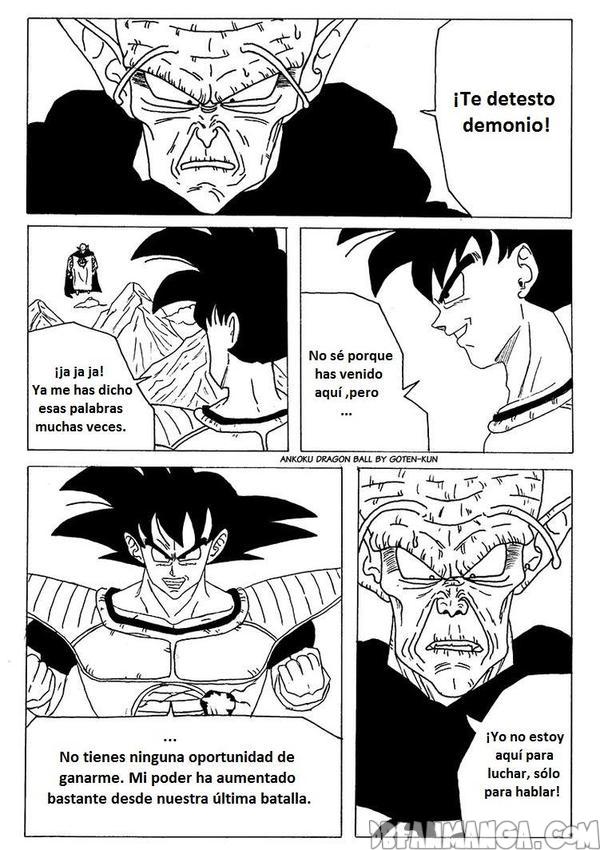 ¡Te detesto
demonio!
¡ja ja ja!
Ya me has dicho
esas palabras
muchas veces.
No sé porque
has venido
aquí ,pero
...
ANKOKU DRAGON BALL BY GOTEN-KUN
...
No tienes ninguna oportunidad de
ganarme. Mi poder ha aumentado
bastante desde nuestra última batalla.
¡Yo no estoy
aquí para
luchar, sólo
para hablar!
DBFANMANGA.COM